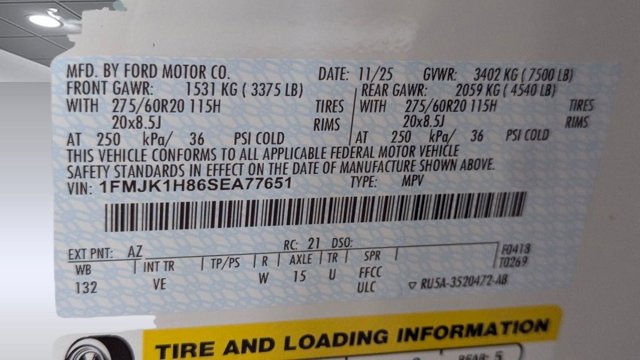 MFD. BY FORD MOTOR CO. DATE: 11/25 GVWR: 3402 KG ( 7500 LB)
FRONT GAWR: 1531 KG ( 3375 LB) REAR GAWR: 2059 KG ( 4540 LB)
WITH 275/60R20 115H TIRES WITH 275/60R20 115H TIRES
20x8.5J RIMS 20x8.5J RIMS
AT 250 kPa/ 36 PSI COLD AT 250 kPa/ 36 PSI COLD
THIS VEHICLE CONFORMS TO ALL APPLICABLE FEDERAL MOTOR VEHICLE
SAFETY STANDARDS IN EFFECT ON THE DATE OF MANUFACTURE SHOWN ABOVE.
VIN: 1FMJK1H86SEA77651 TYPE: MPV
EXT PNT: AZ RC: 21 DSO: F0418
WB INT TR TP/PS R AXLE TR SPR T0269
132 VE W 15 U FFCC
ULC ▽ RU5A-3520472-AB
TIRE AND LOADING INFORMATION
REAR: 5